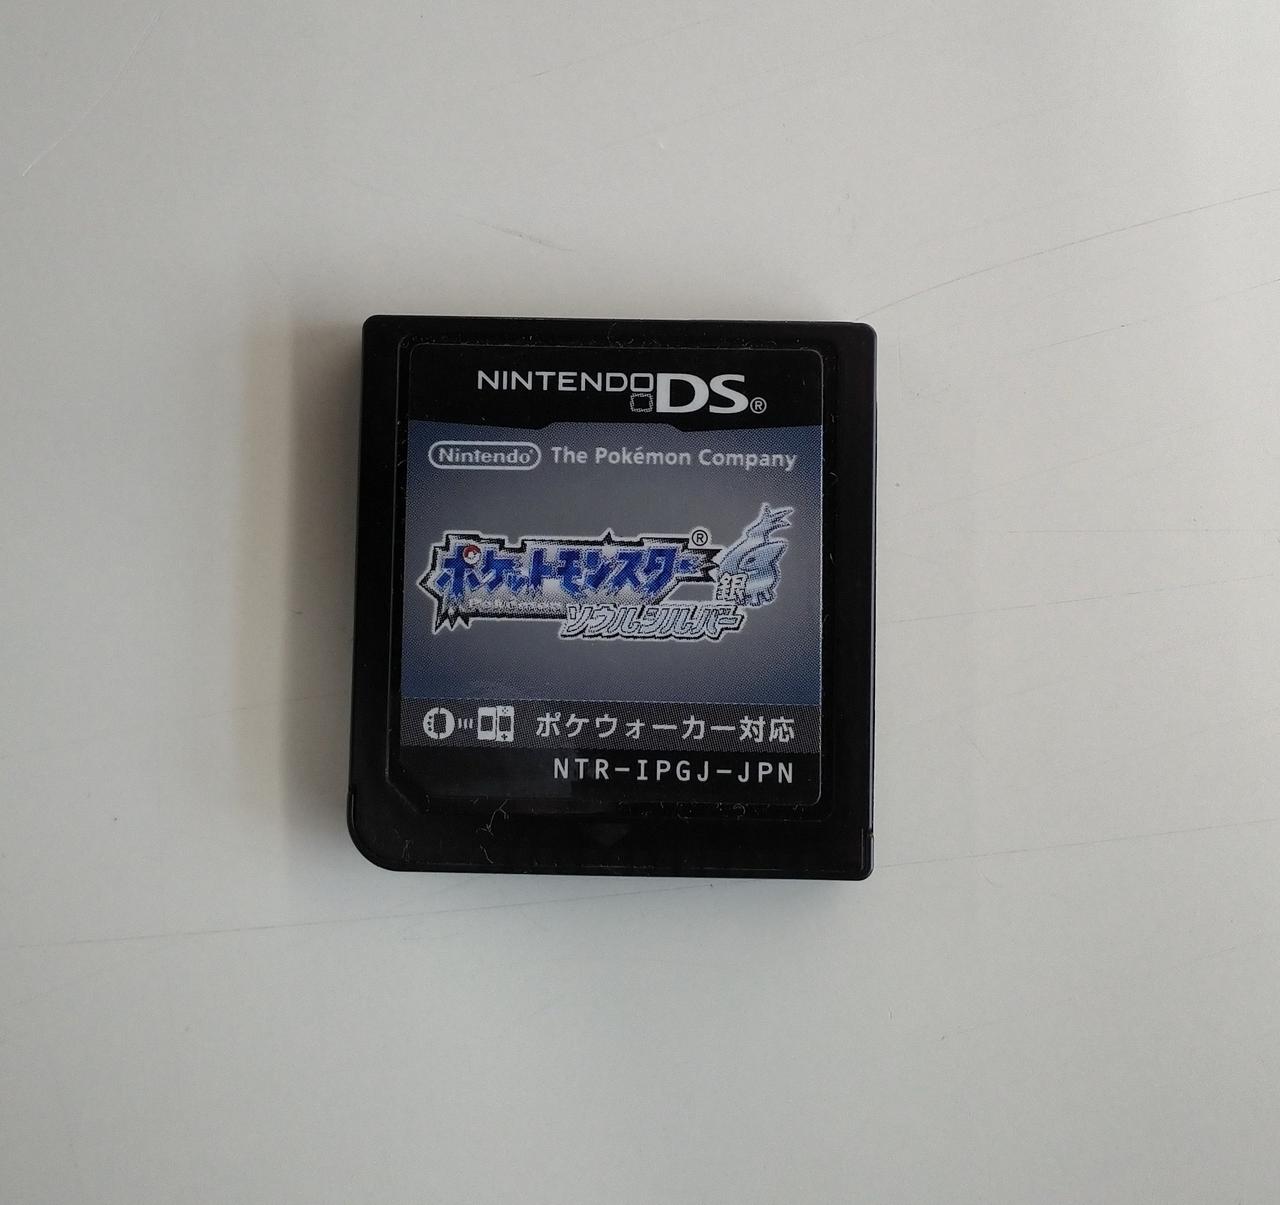 NINTENDO DS®
Nintendo® The Pokémon Company
ポケットモンスター®
Pokémon
銀
ソウルシルバー
ポケウォーカー対応
NTR-IPGJ-JPN